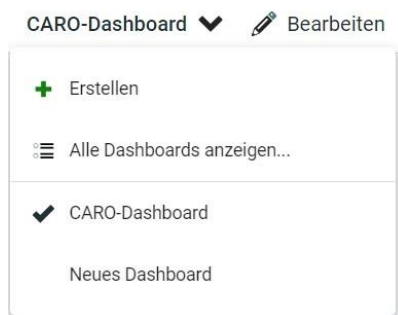 CARO-Dashboard Bearbeiten
Erstellen
Alle Dashboards anzeigen...
CARO-Dashboard
Neues Dashboard